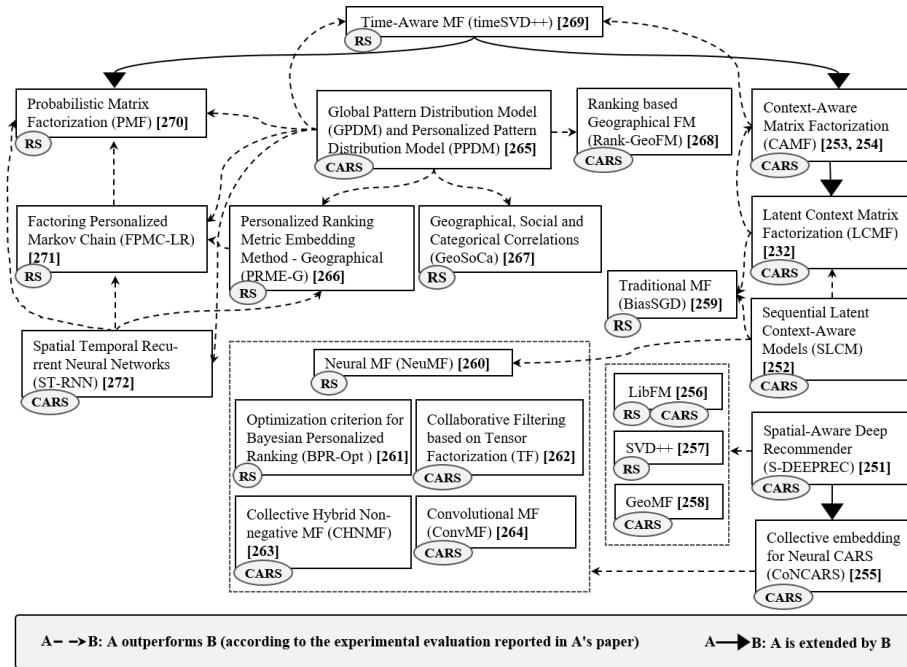 Time-Aware MF (timeSVD++) [269]
RS
Probabilistic Matrix
Factorization (PMF) [270]
RS
Global Pattern Distribution Model
(GPDM) and Personalized Pattern
Distribution Model (PPDM) [265]
CARS
Ranking based
Geographical FM
(Rank-GeoFM) [268]
CARS
Context-Aware
Matrix Factorization
(CAMF) [253, 254]
CARS
Factoring Personalized
Markov Chain (FPMC-LR)
[271]
RS
Personalized Ranking
Metric Embedding
Method - Geographical
(PRME-G) [266]
RS
Geographical, Social and
Categorical Correlations
(GeoSoCa) [267]
RS
Latent Context Matrix
Factorization (LCMF)
[232]
CARS
Traditional MF
(BiasSGD) [259]
RS
Sequential Latent
Context-Aware
Models (SLCM)
[252]
CARS
Spatial Temporal Recu-
rrent Neural Networks
(ST-RNN) [272]
CARS
Neural MF (NeuMF) [260]
RS
Optimization criterion for
Bayesian Personalized
Ranking (BPR-Opt ) [261]
RS
Collaborative Filtering
based on Tensor
Factorization (TF) [262]
CARS
Collective Hybrid Non-
negative MF (CHNMF)
[263]
CARS
Convolutional MF
(ConvMF) [264]
CARS
LibFM [256]
RS CARS
SVD++ [257]
RS
GeoMF [258]
CARS
Spatial-Aware Deep
Recommender
(S-DEEPREC) [251]
CARS
Collective embedding
for Neural CARS
(CoNCARS) [255]
CARS
A B: A outperforms B (according to the experimental evaluation reported in A's paper)
A B: A is extended by B